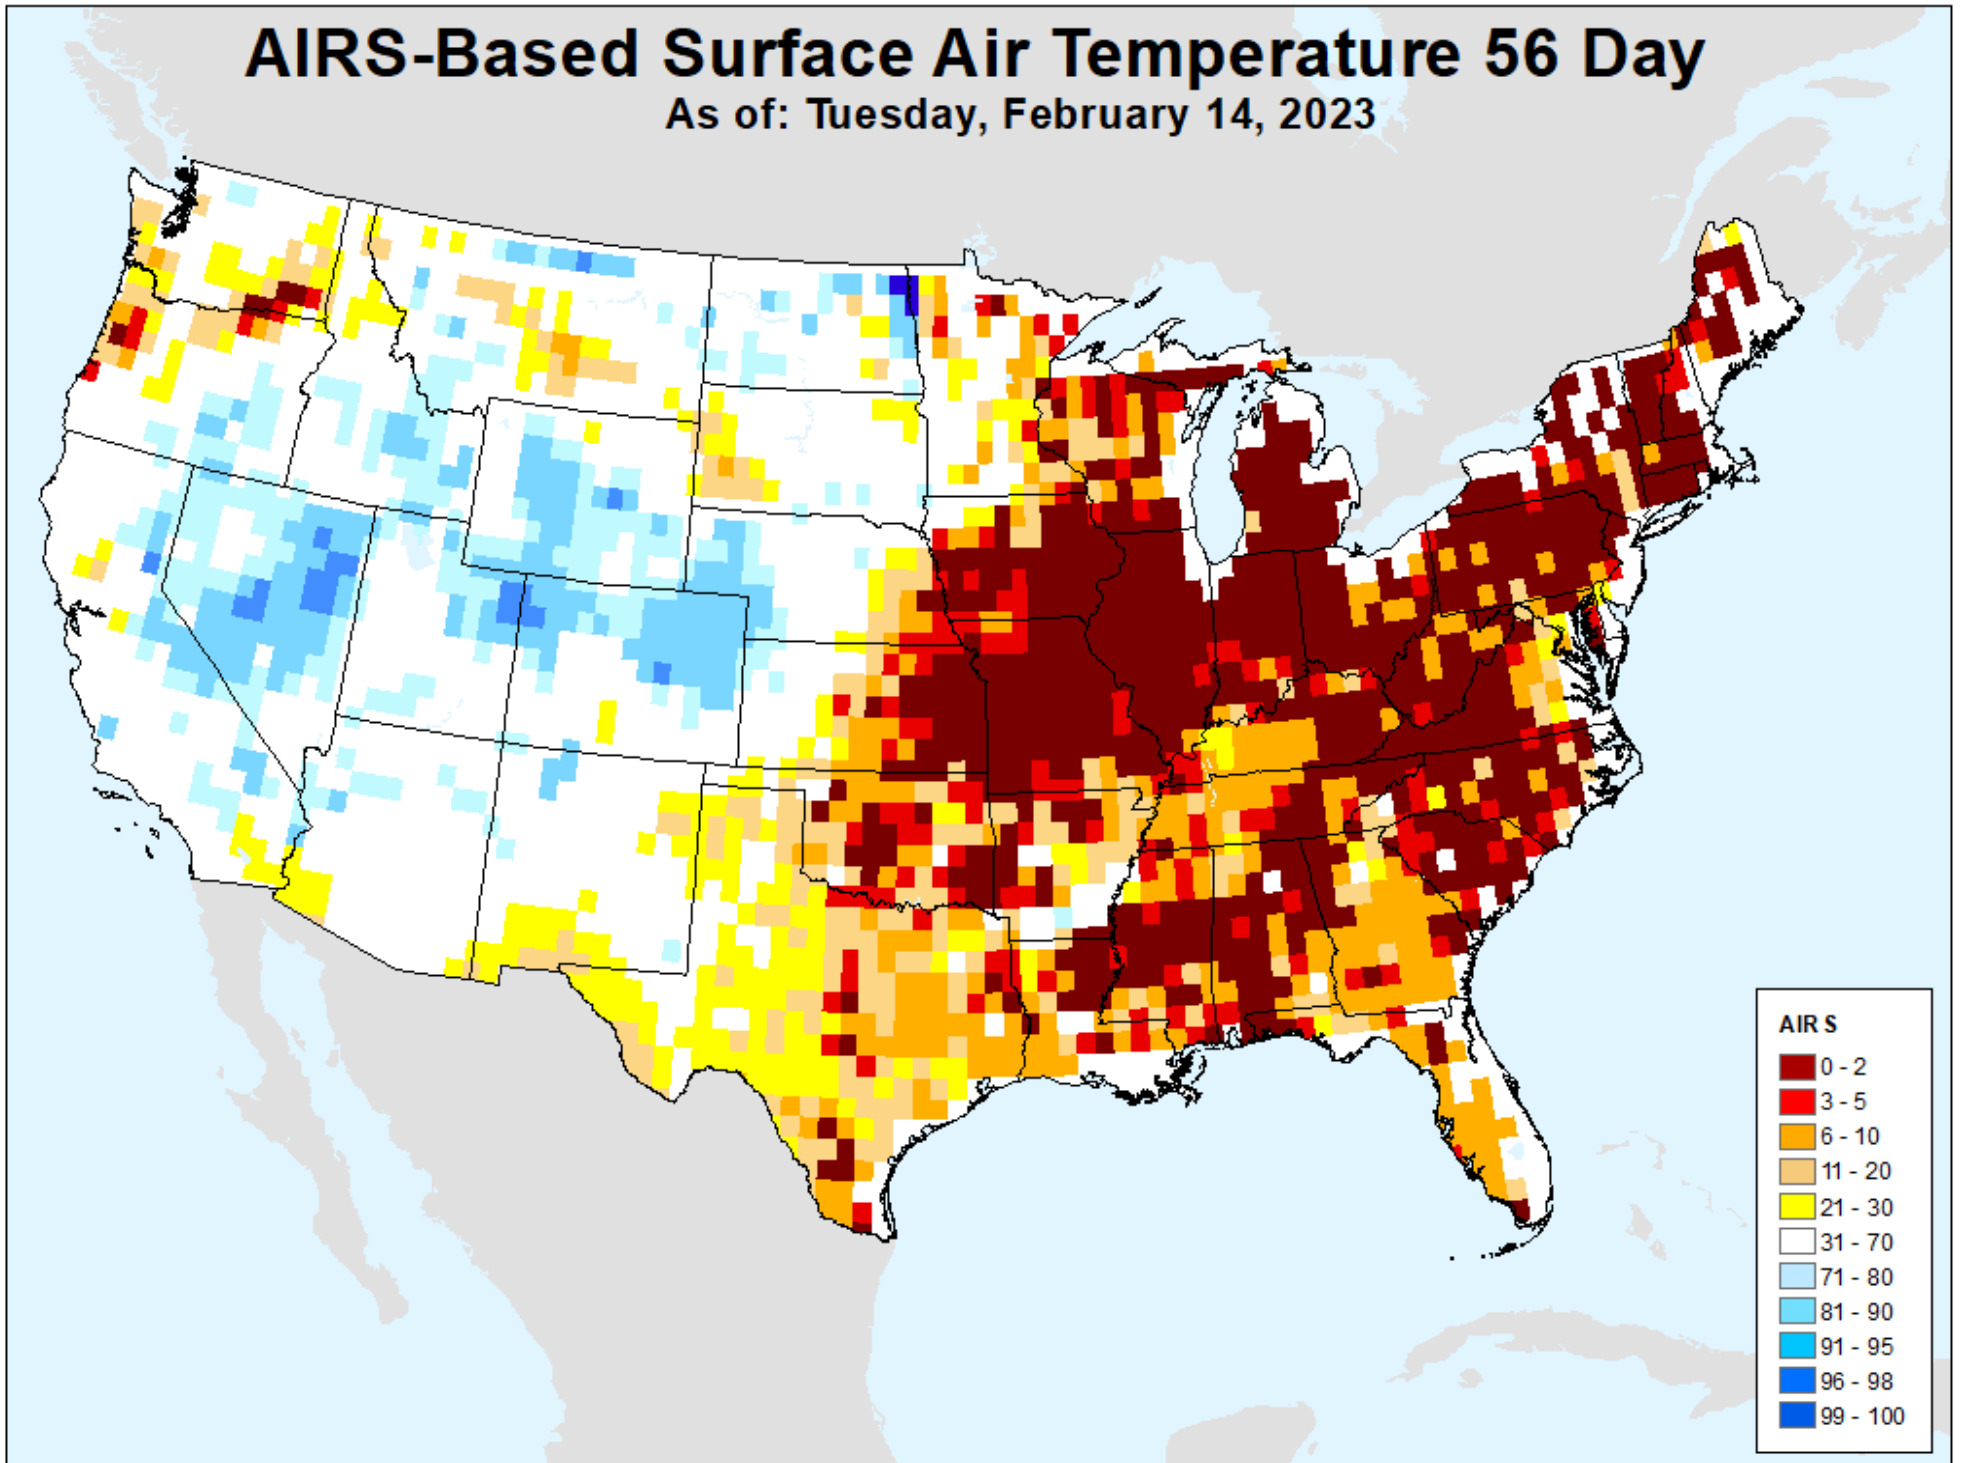 AIRS-Based Surface Air Temperature 56 Day
As of: Tuesday, February 14, 2023
AIRS
0 - 2
3 - 5
6 - 10
11 - 20
21 - 30
31 - 70
71 - 80
81 - 90
91 - 95
96 - 98
99 - 100